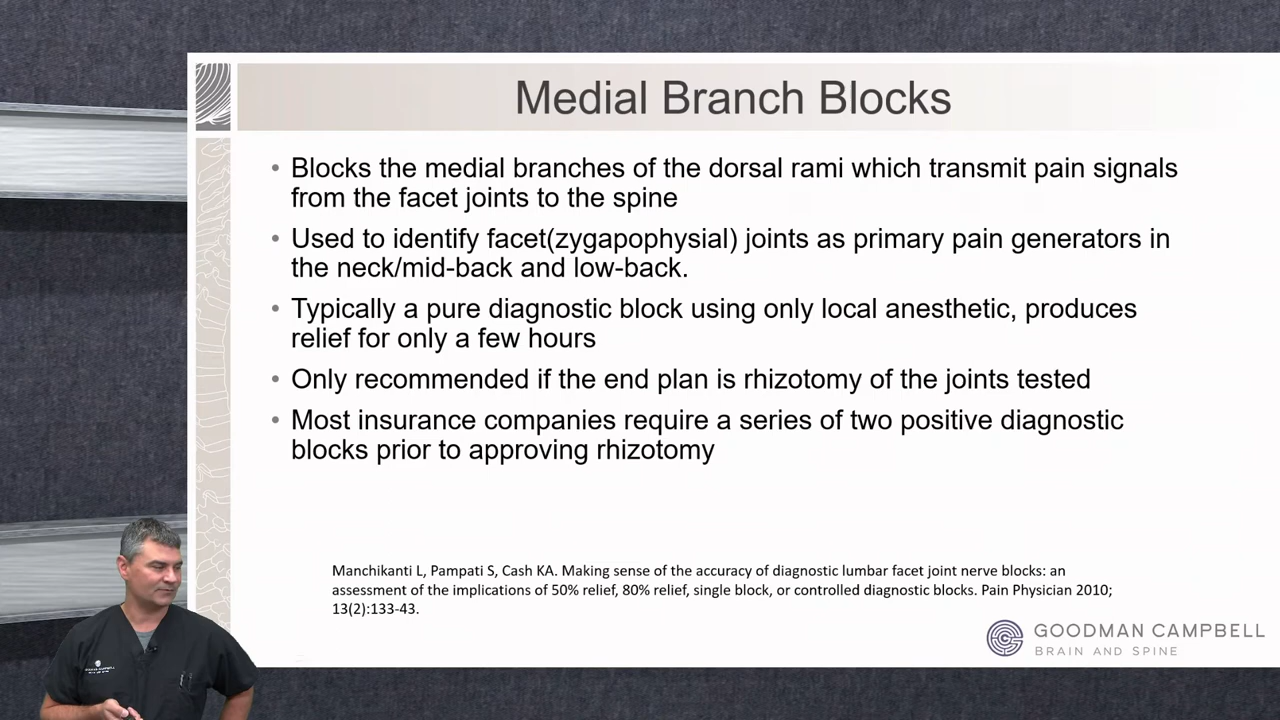 Medial Branch Blocks
• Blocks the medial branches of the dorsal rami which transmit pain signals
from the facet joints to the spine
• Used to identify facet(zygapophysial) joints as primary pain generators in
the neck/mid-back and low-back.
• Typically a pure diagnostic block using only local anesthetic, produces
relief for only a few hours
• Only recommended if the end plan is rhizotomy of the joints tested
• Most insurance companies require a series of two positive diagnostic
blocks prior to approving rhizotomy
Manchikanti L, Pampati S, Cash KA. Making sense of the accuracy of diagnostic lumbar facet joint nerve blocks: an
assessment of the implications of 50% relief, 80% relief, single block, or controlled diagnostic blocks. Pain Physician 2010;
13(2):133-43.
GOODMAN CAMPBELL
BRAIN AND SPINE